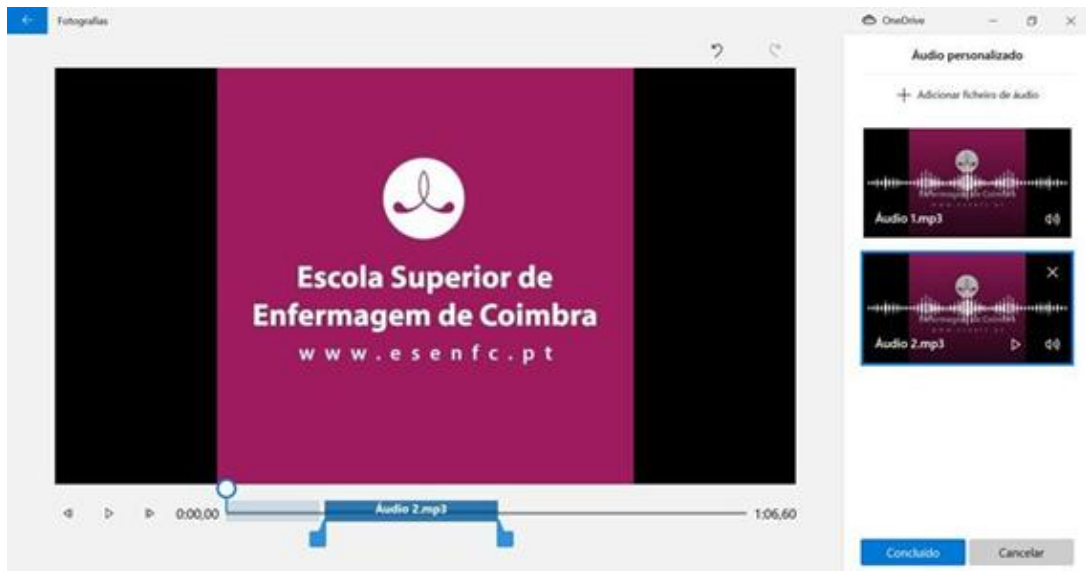 Fotografias
OneDrive
Áudio personalizado
+ Adicionar ficheiro de áudio
Escola Superior de
Enfermagem de Coimbra
www.esenfc.pt
Áudio 1.mp3
Áudio 2.mp3
Áudio 2.mp3
0:00,00
1:06,60
Concluído
Cancelar